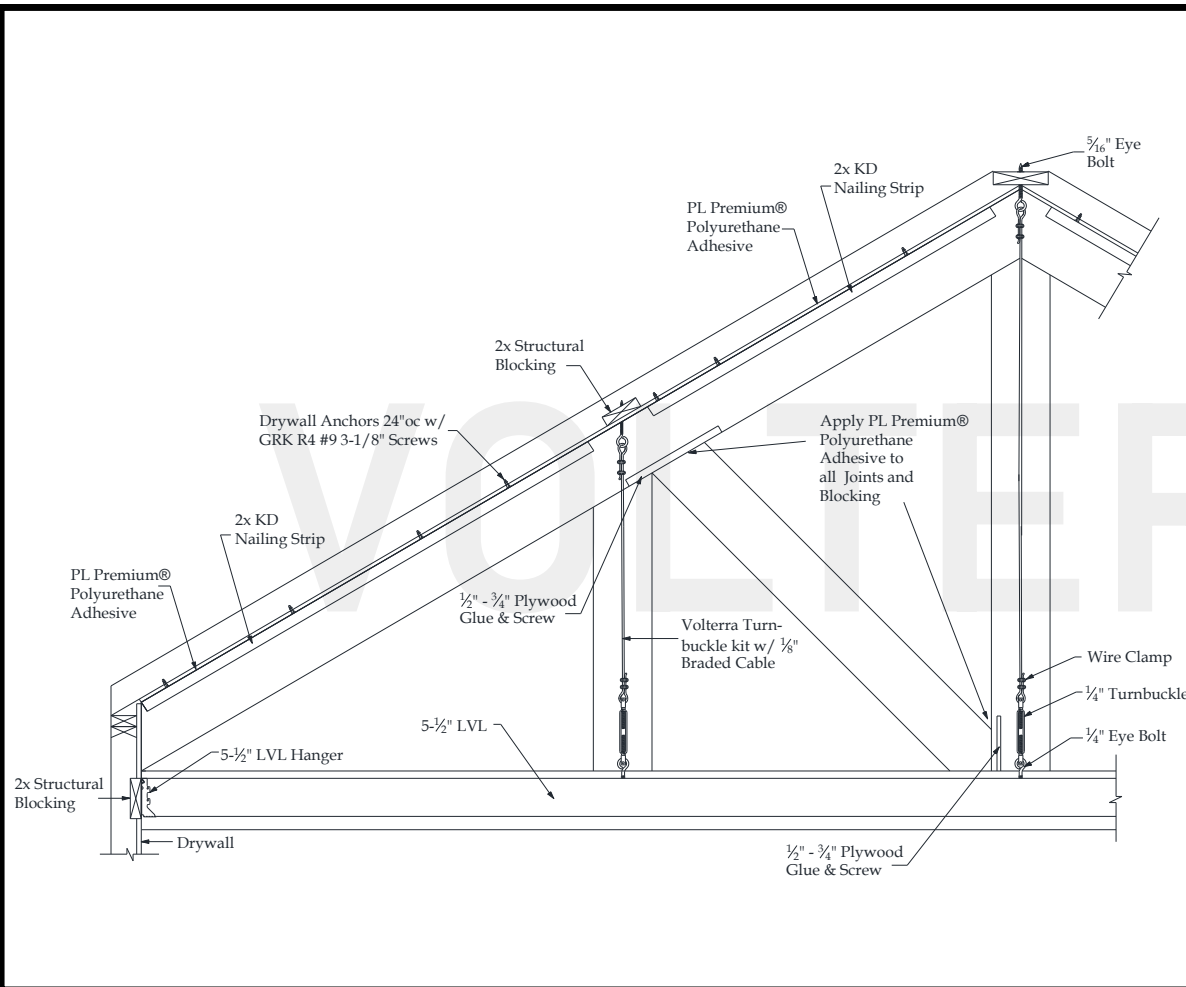 5/16" Eye
Bolt
2x KD
Nailing Strip
PL Premium®
Polyurethane
Adhesive
2x Structural
Blocking
Drywall Anchors 24"oc w/
GRK R4 #9 3-1/8" Screws
Apply PL Premium®
Polyurethane
Adhesive to
all Joints and
Blocking
2x KD
Nailing Strip
PL Premium®
Polyurethane
Adhesive
½" - ¾" Plywood
Glue & Screw
Volterra Turn-
buckle kit w/ ⅛"
Braded Cable
Wire Clamp
¼" Turnbuckle
¼" Eye Bolt
5-½" LVL
5-½" LVL Hanger
2x Structural
Blocking
Drywall
½" - ¾" Plywood
Glue & Screw
VOLTER